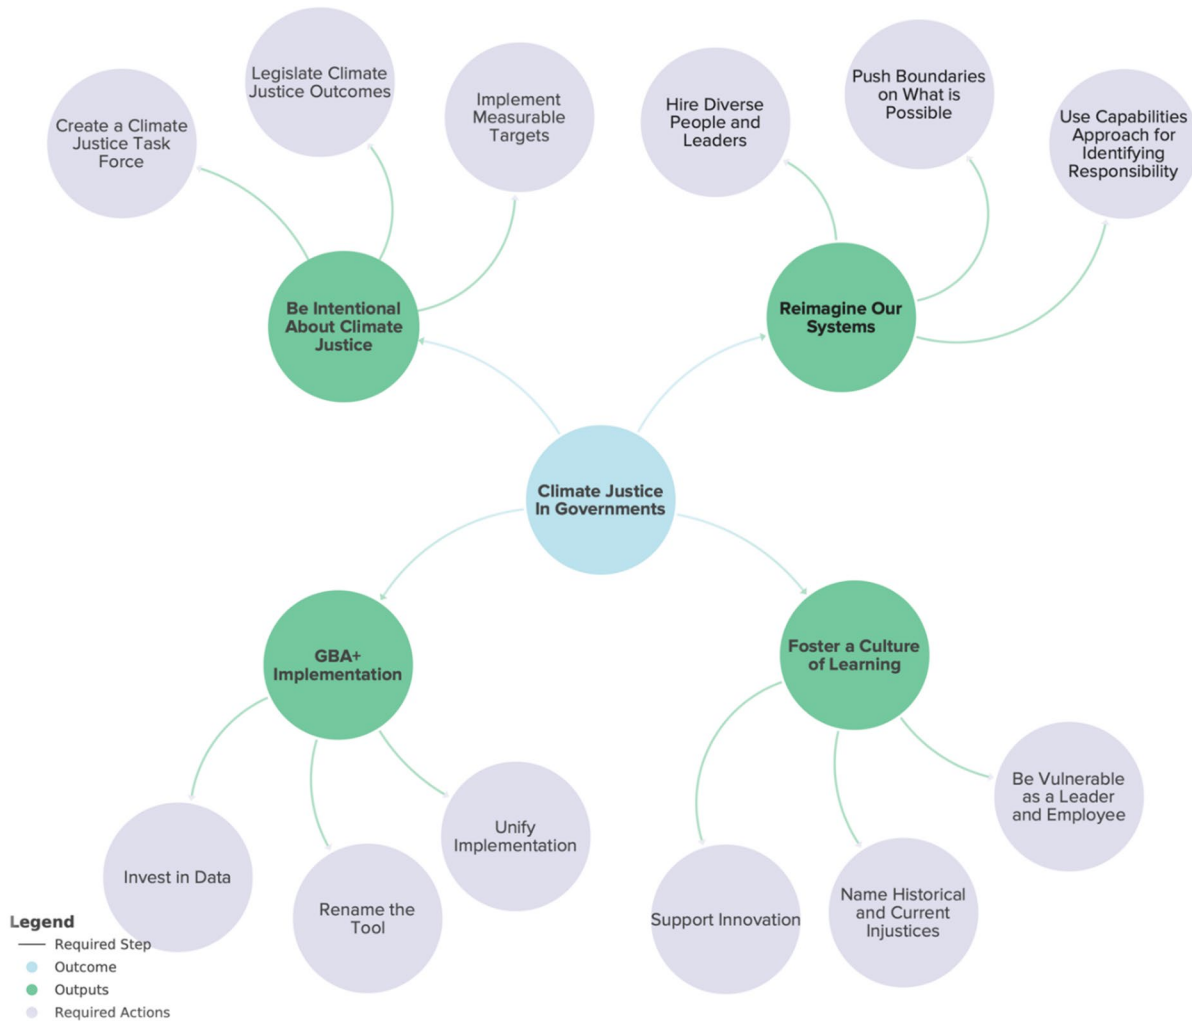 Legislate Climate
Justice Outcomes
Create a Climate
Justice Task
Force
Implement
Measurable
Targets
Hire Diverse
People and
Leaders
Push Boundaries
on What is
Possible
Use Capabilities
Approach for
Identifying
Responsibility
Be Intentional
About Climate
Justice
Reimagine Our
Systems
Climate Justice
In Governments
GBA+
Implementation
Foster a Culture
of Learning
Invest in Data
Rename the
Tool
Unify
Implementation
Support Innovation
Name Historical
and Current
Injustices
Be Vulnerable
as a Leader
and Employee
Legend
Required Step
Outcome
Outputs
Required Actions